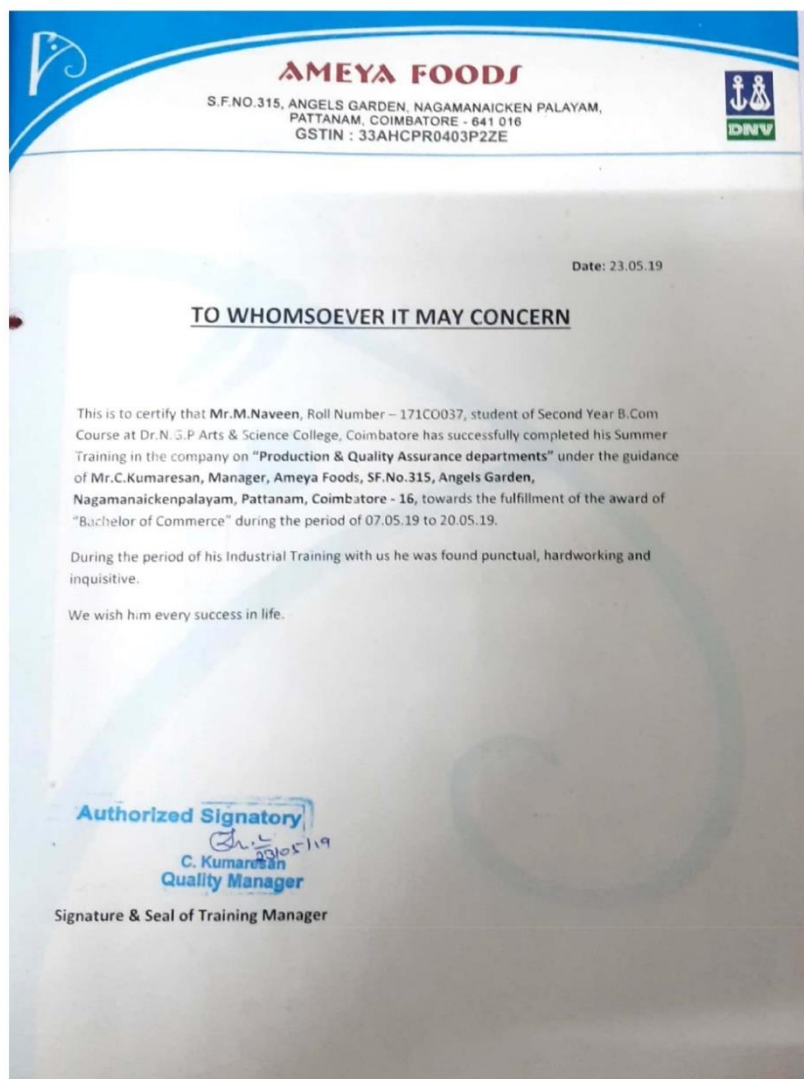 AMEYA FOODS
S.F.NO.315, ANGELS GARDEN, NAGAMANAICKEN PALAYAM,
PATTANAM, COIMBATORE - 641 016
GSTIN : 33AHCPR0403P2ZE
DNV
Date: 23.05.19
TO WHOMSOEVER IT MAY CONCERN
This is to certify that Mr.M.Naveen, Roll Number – 171CO037, student of Second Year B.Com
Course at Dr.N.G.P Arts & Science College, Coimbatore has successfully completed his Summer
Training in the company on "Production & Quality Assurance departments" under the guidance
of Mr.C.Kumaresan, Manager, Ameya Foods, SF.No.315, Angels Garden,
Nagamanaickenpalayam, Pattanam, Coimbatore - 16, towards the fulfillment of the award of
"Bachelor of Commerce" during the period of 07.05.19 to 20.05.19.
During the period of his Industrial Training with us he was found punctual, hardworking and
inquisitive.
We wish him every success in life.
Authorized Signatory
23/05/19
C. Kumaresan
Quality Manager
Signature & Seal of Training Manager